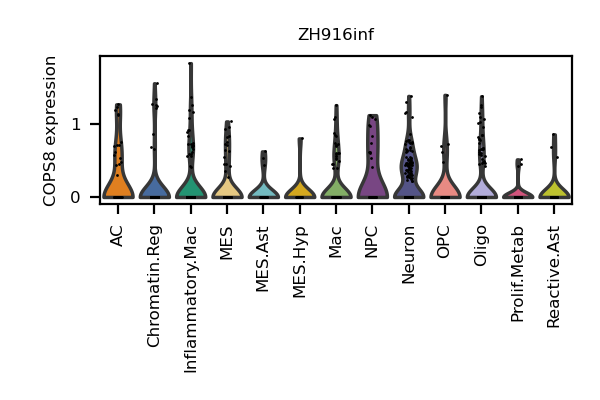 ZH916inf
COPS8 expression
1
0
AC
Chromatin.Reg
Inflammatory.Mac
MES
MES.Ast
MES.Hyp
Mac
NPC
Neuron
OPC
Oligo
Prolif.Metab
Reactive.Ast